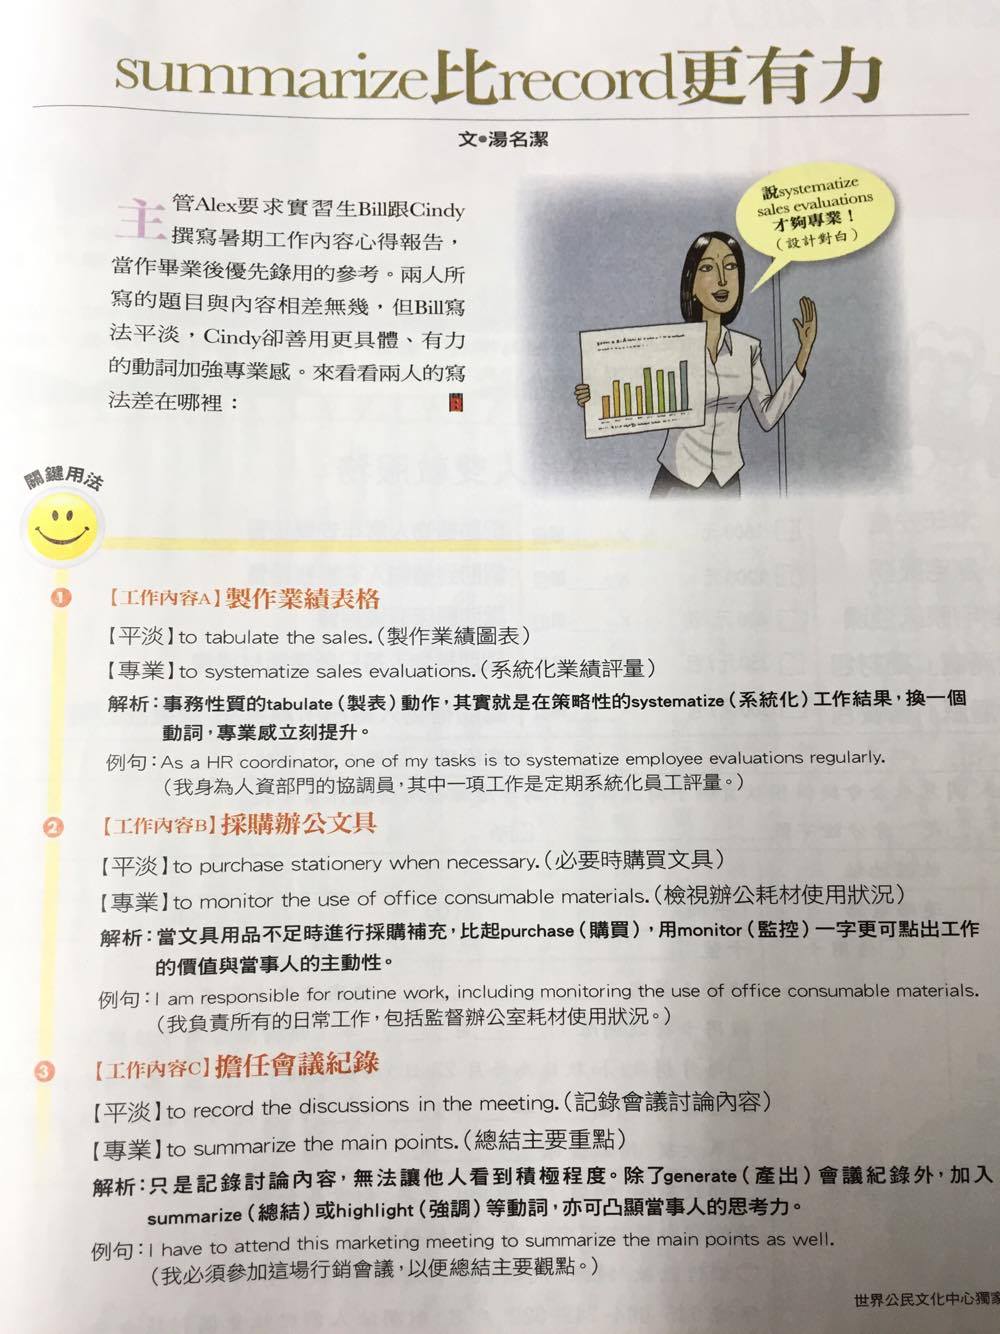 summarize比record更有力
文●湯名潔
主管Alex要求實習生Bill跟Cindy
撰寫暑期工作內容心得報告，
當作畢業後優先錄用的參考。兩人所
寫的題目與內容相差無幾，但Bill寫
法平淡，Cindy卻善用更具體、有力
的動詞加強專業感。來看看兩人的寫
法差在哪裡：
說systematize
sales evaluations
才夠專業！
（設計對白）
關鍵用法
1 【工作內容A】製作業績表格
【平淡】to tabulate the sales.（製作業績圖表）
【專業】to systematize sales evaluations.（系統化業績評量）
解析：事務性質的tabulate（製表）動作，其實就是在策略性的systematize（系統化）工作結果，換一個
動詞，專業感立刻提升。
例句：As a HR coordinator, one of my tasks is to systematize employee evaluations regularly.
（我身為人資部門的協調員，其中一項工作是定期系統化員工評量。）
2 【工作內容B】採購辦公文具
【平淡】to purchase stationery when necessary.（必要時購買文具）
【專業】to monitor the use of office consumable materials.（檢視辦公耗材使用狀況）
解析：當文具用品不足時進行採購補充，比起purchase（購買），用monitor（監控）一字更可點出工作
的價值與當事人的主動性。
例句：I am responsible for routine work, including monitoring the use of office consumable materials.
（我負責所有的日常工作，包括監督辦公室耗材使用狀況。）
3 【工作內容C】擔任會議紀錄
【平淡】to record the discussions in the meeting.（記錄會議討論內容）
【專業】to summarize the main points.（總結主要重點）
解析：只是記錄討論內容，無法讓他人看到積極程度。除了generate（產出）會議紀錄外，加入
summarize（總結）或highlight（強調）等動詞，亦可凸顯當事人的思考力。
例句：I have to attend this marketing meeting to summarize the main points as well.
（我必須參加這場行銷會議，以便總結主要觀點。）
世界公民文化中心獨家